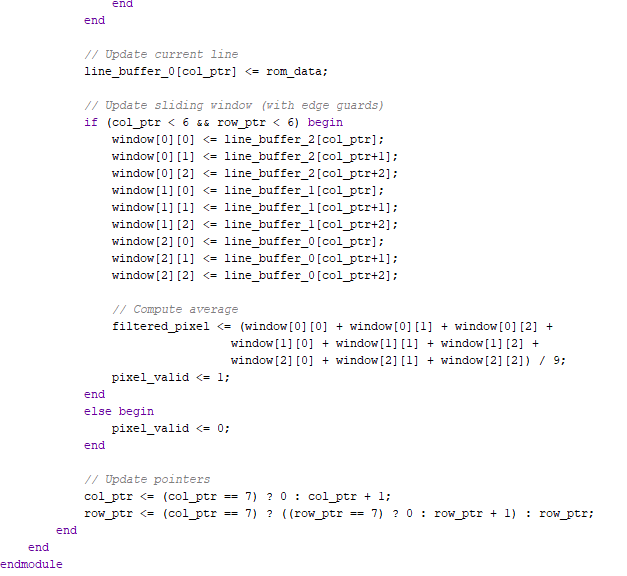 end
end
// Update current line
line_buffer_0[col_ptr] <= rom_data;
// Update sliding window (with edge guards)
if (col_ptr < 6 && row_ptr < 6) begin
window[0][0] <= line_buffer_2[col_ptr];
window[0][1] <= line_buffer_2[col_ptr+1];
window[0][2] <= line_buffer_2[col_ptr+2];
window[1][0] <= line_buffer_1[col_ptr];
window[1][1] <= line_buffer_1[col_ptr+1];
window[1][2] <= line_buffer_1[col_ptr+2];
window[2][0] <= line_buffer_0[col_ptr];
window[2][1] <= line_buffer_0[col_ptr+1];
window[2][2] <= line_buffer_0[col_ptr+2];
// Compute average
filtered_pixel <= (window[0][0] + window[0][1] + window[0][2] +
window[1][0] + window[1][1] + window[1][2] +
window[2][0] + window[2][1] + window[2][2]) / 9;
pixel_valid <= 1;
end
else begin
pixel_valid <= 0;
end
// Update pointers
col_ptr <= (col_ptr == 7) ? 0 : col_ptr + 1;
row_ptr <= (col_ptr == 7) ? ((row_ptr == 7) ? 0 : row_ptr + 1) : row_ptr;
end
end
endmodule